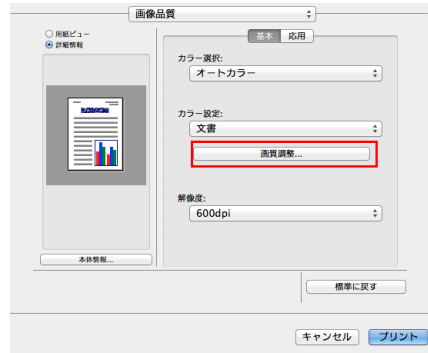 画像品質
用紙ビュー
詳細情報
基本 応用
カラー選択:
オートカラー
カラー設定:
文書
画質調整...
解像度:
600dpi
本体情報...
標準に戻す
キャンセル プリント